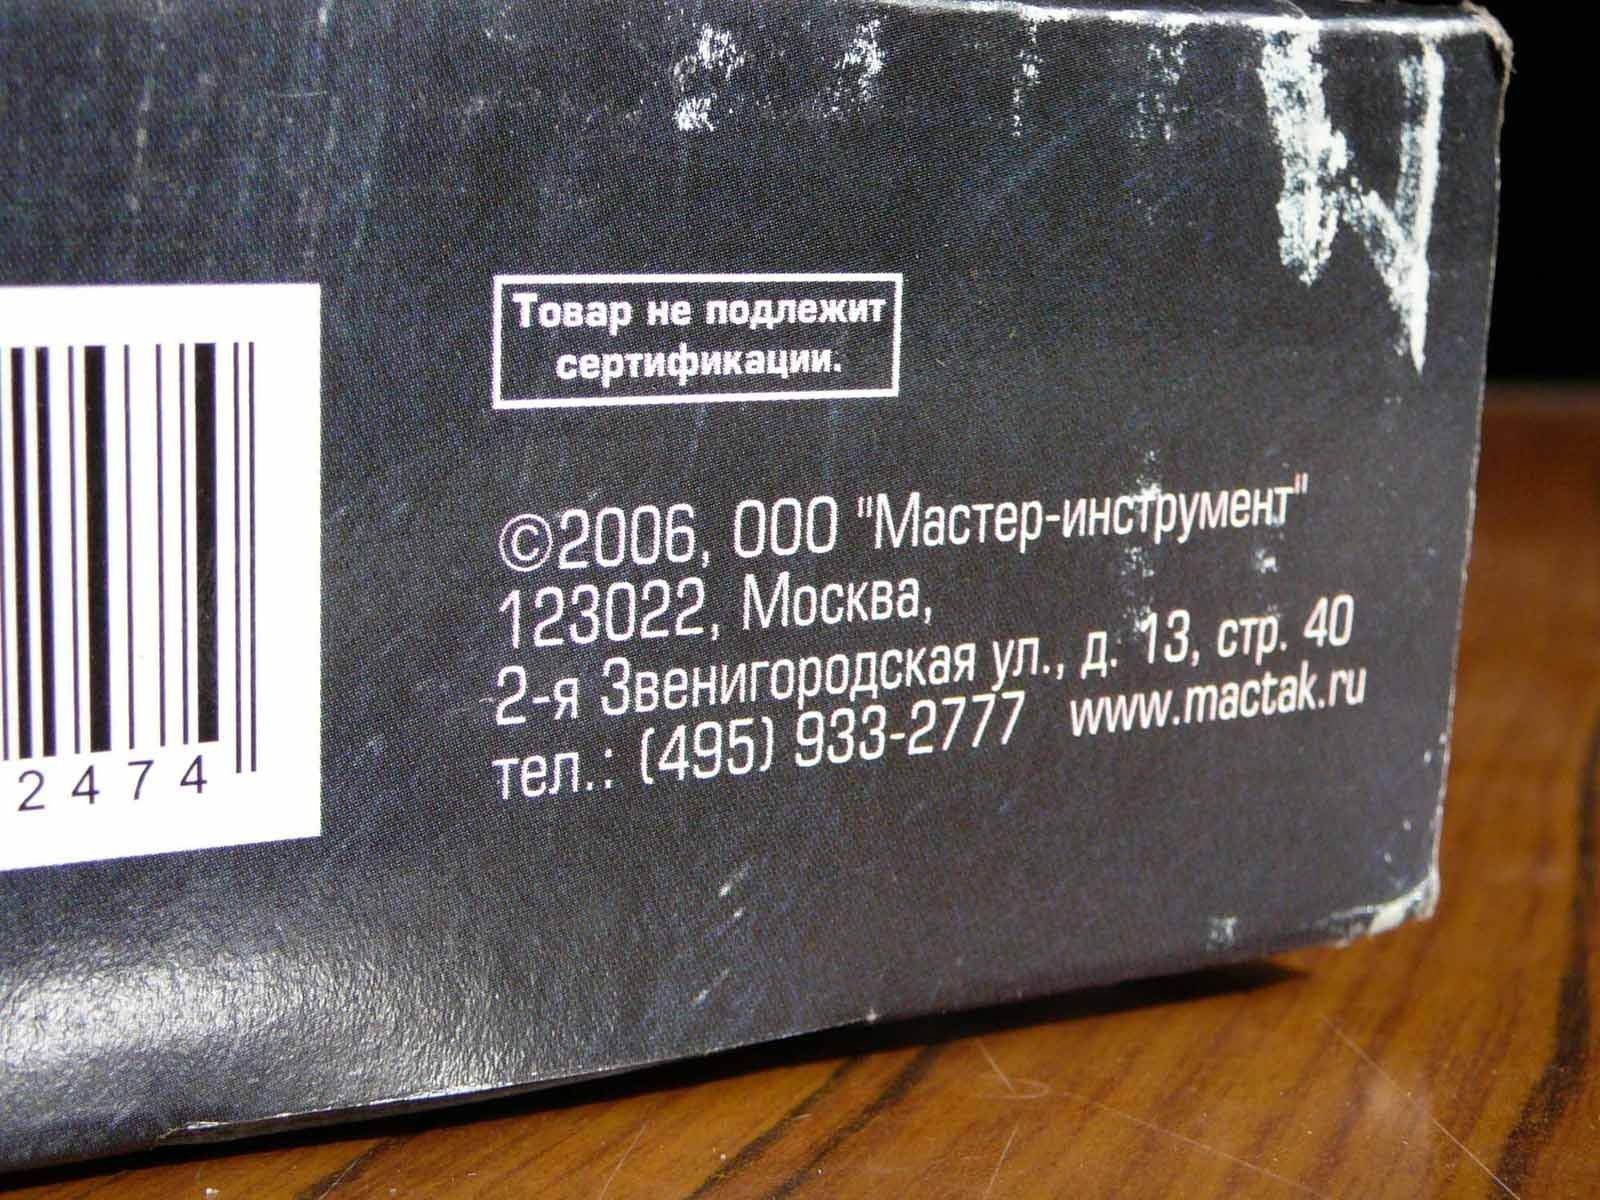 Товар не подлежит
сертификации.
©2006, ООО "Мастер-инструмент"
123022, Москва,
2-я Звенигородская ул., д. 13, стр. 40
тел.: (495) 933-2777 www.mactak.ru
2474